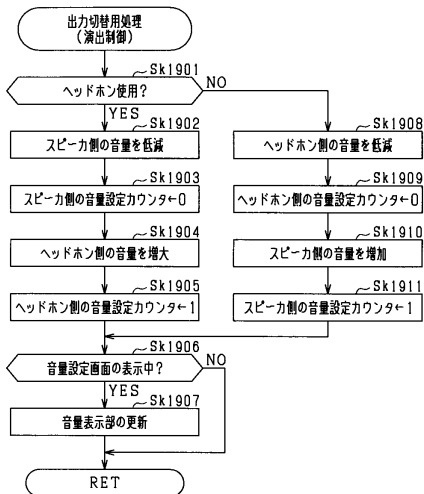 出力切替用処理
(演出制御)
Sk1901
ヘッドホン使用?
NO
YES
Sk1902
スピーカ側の音量を低減
Sk1903
スピーカ側の音量設定カウンタ←0
Sk1904
ヘッドホン側の音量を増大
Sk1905
ヘッドホン側の音量設定カウンタ←1
Sk1908
ヘッドホン側の音量を低減
Sk1909
ヘッドホン側の音量設定カウンタ←0
Sk1910
スピーカ側の音量を増加
Sk1911
スピーカ側の音量設定カウンタ←1
Sk1906
音量設定画面の表示中?
NO
YES
Sk1907
音量表示部の更新
RET